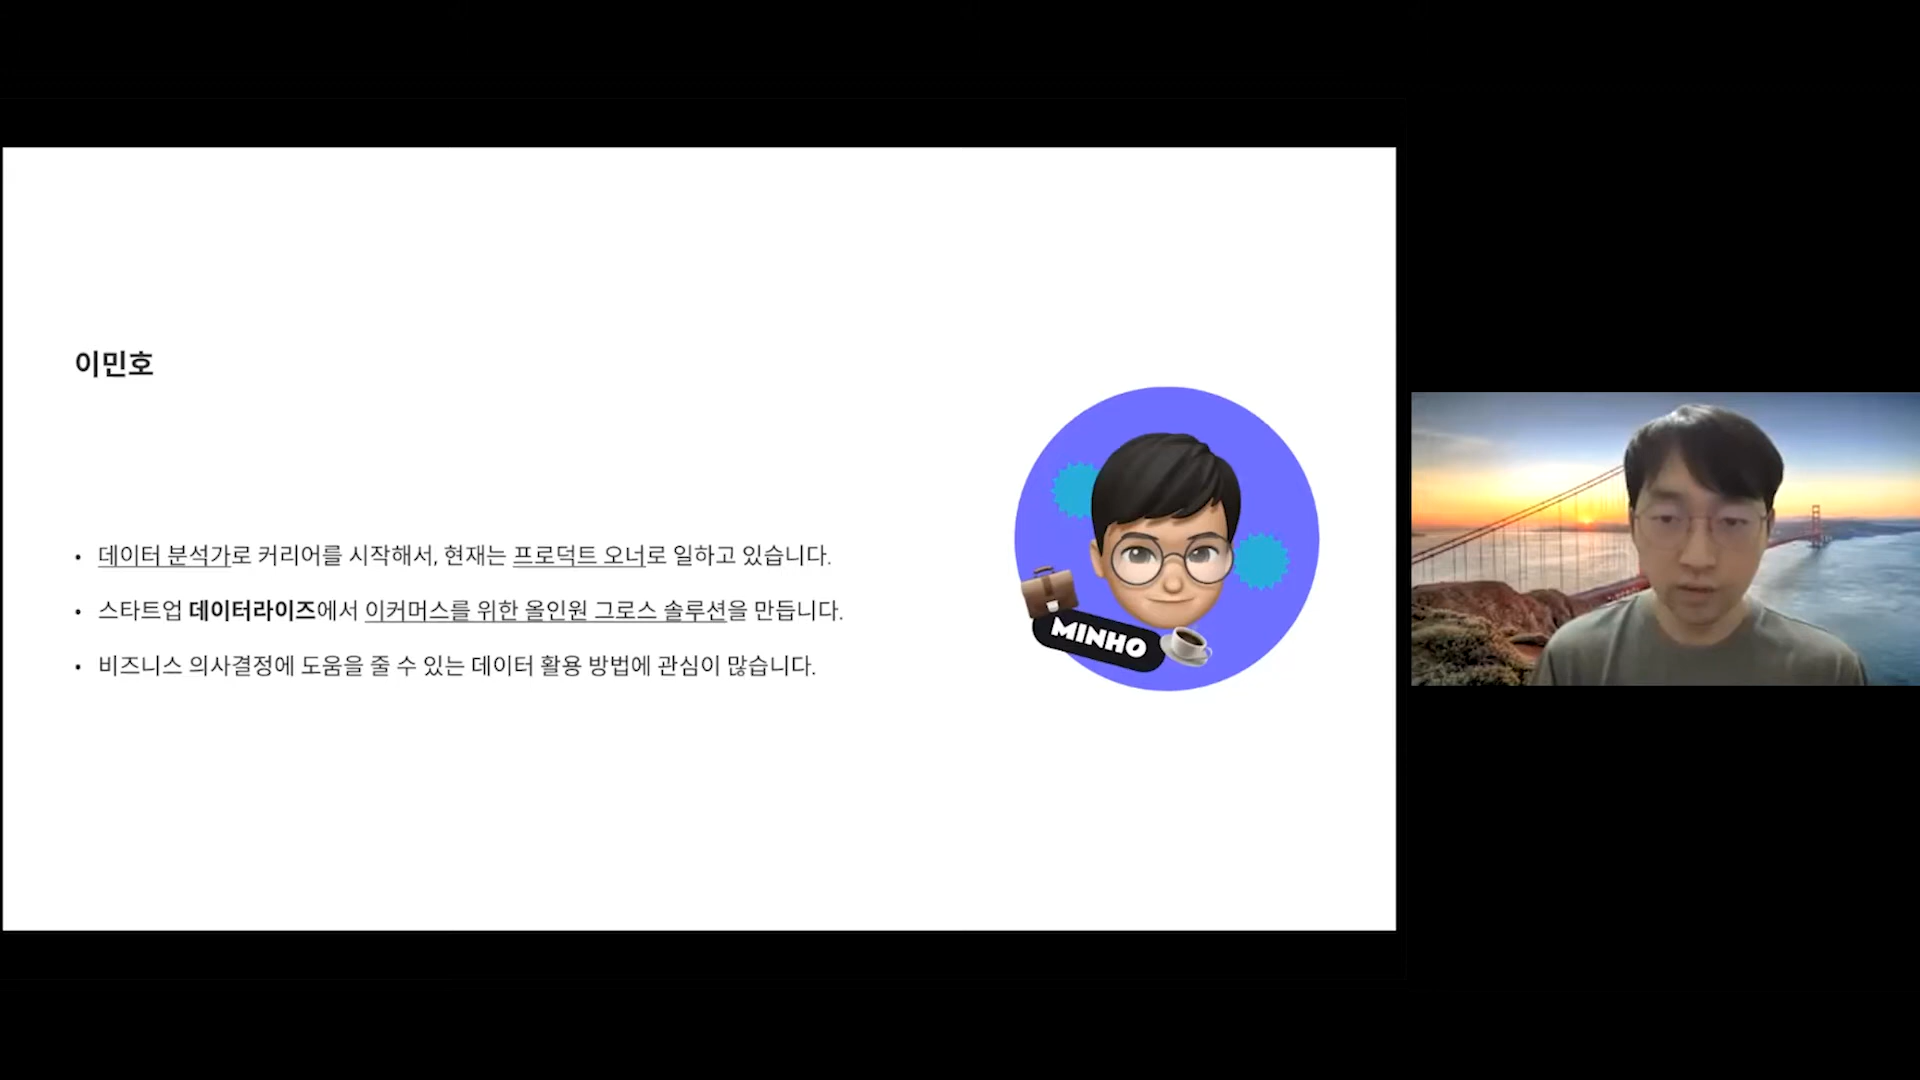 이민호
• 데이터 분석가로 커리어를 시작해서, 현재는 프로덕트 오너로 일하고 있습니다.
• 스타트업 데이터라이즈에서 이커머스를 위한 올인원 그로스 솔루션을 만듭니다.
• 비즈니스 의사결정에 도움을 줄 수 있는 데이터 활용 방법에 관심이 많습니다.
MINHO